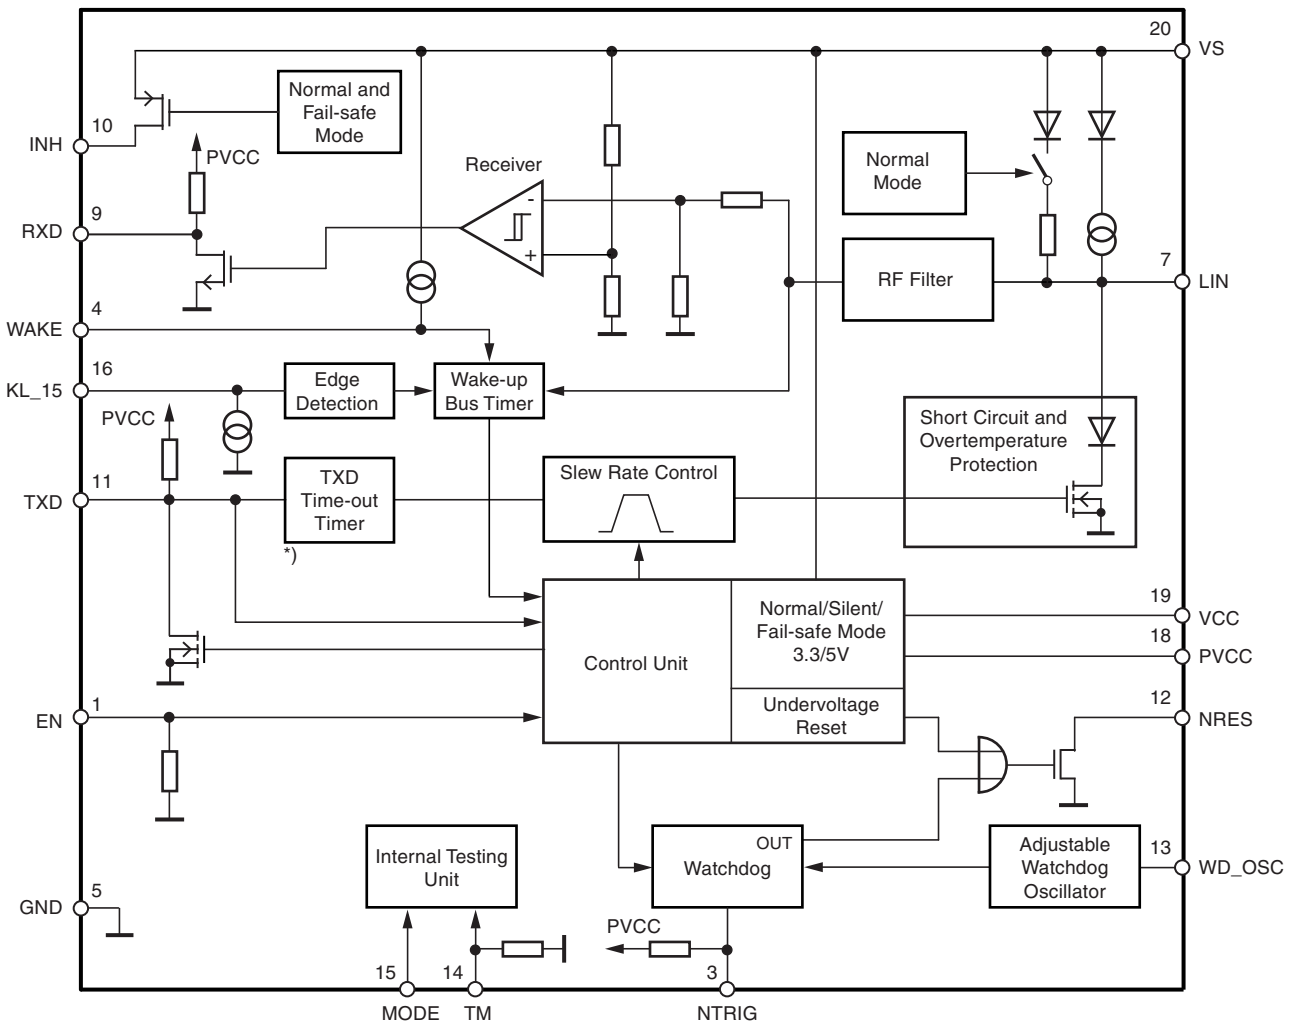 20
VS
Normal and
Fail-safe
Mode
10
INH
PVCC
Receiver
Normal
Mode
-
+
9
RXD
RF Filter
7
LIN
4
WAKE
16
KL_15
Edge
Detection
Wake-up
Bus Timer
PVCC
Short Circuit and
Overtemperature
Protection
11
TXD
TXD
Time-out
Timer
*)
Slew Rate Control
Control Unit
Normal/Silent/
Fail-safe Mode
3.3/5V
19
VCC
18
PVCC
Undervoltage
Reset
12
NRES
1
EN
Internal Testing
Unit
OUT
Watchdog
Adjustable
Watchdog
Oscillator
13
WD_OSC
5
GND
PVCC
15
14
3
MODE
TM
NTRIG